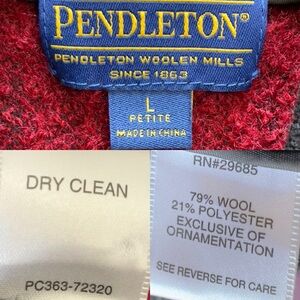 PENDLETON®
PENDLETON WOOLEN MILLS
SINCE 1863
L
PETITE
MADE IN CHINA
DRY CLEAN
PC363-72320
RN#29685
79% WOOL
21% POLYESTER
EXCLUSIVE OF
ORNAMENTATION
SEE REVERSE FOR CARE